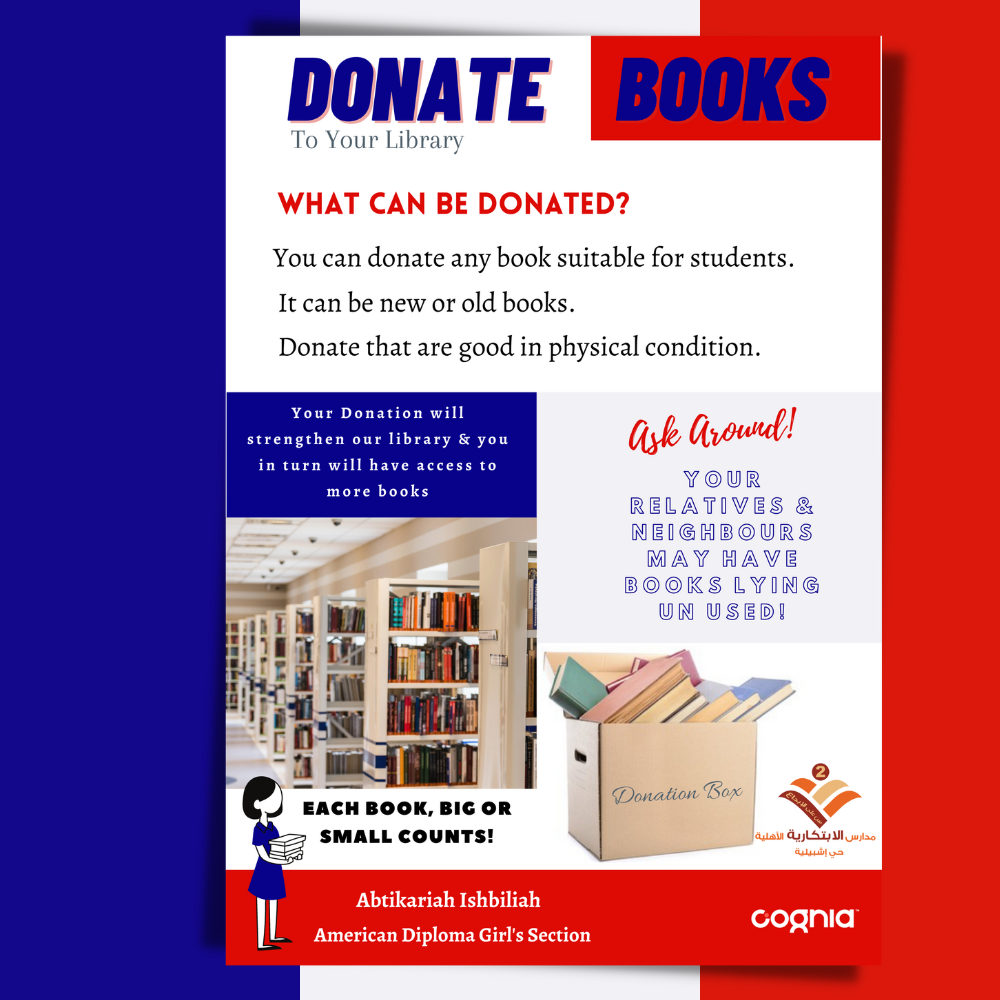 DONATE BOOKS
To Your Library
WHAT CAN BE DONATED?
You can donate any book suitable for students.
It can be new or old books.
Donate that are good in physical condition.
Your Donation will
strengthen our library & you
in turn will have access to
more books
Ask Around!
YOUR
RELATIVES &
NEIGHBOURS
MAY HAVE
BOOKS LYING
UN USED!
Donation Box
2
مدارس الابتكارية الأهلية
حي إشبيلية
EACH BOOK, BIG OR
SMALL COUNTS!
Abtikariah Ishbiliah
American Diploma Girl's Section
cognia